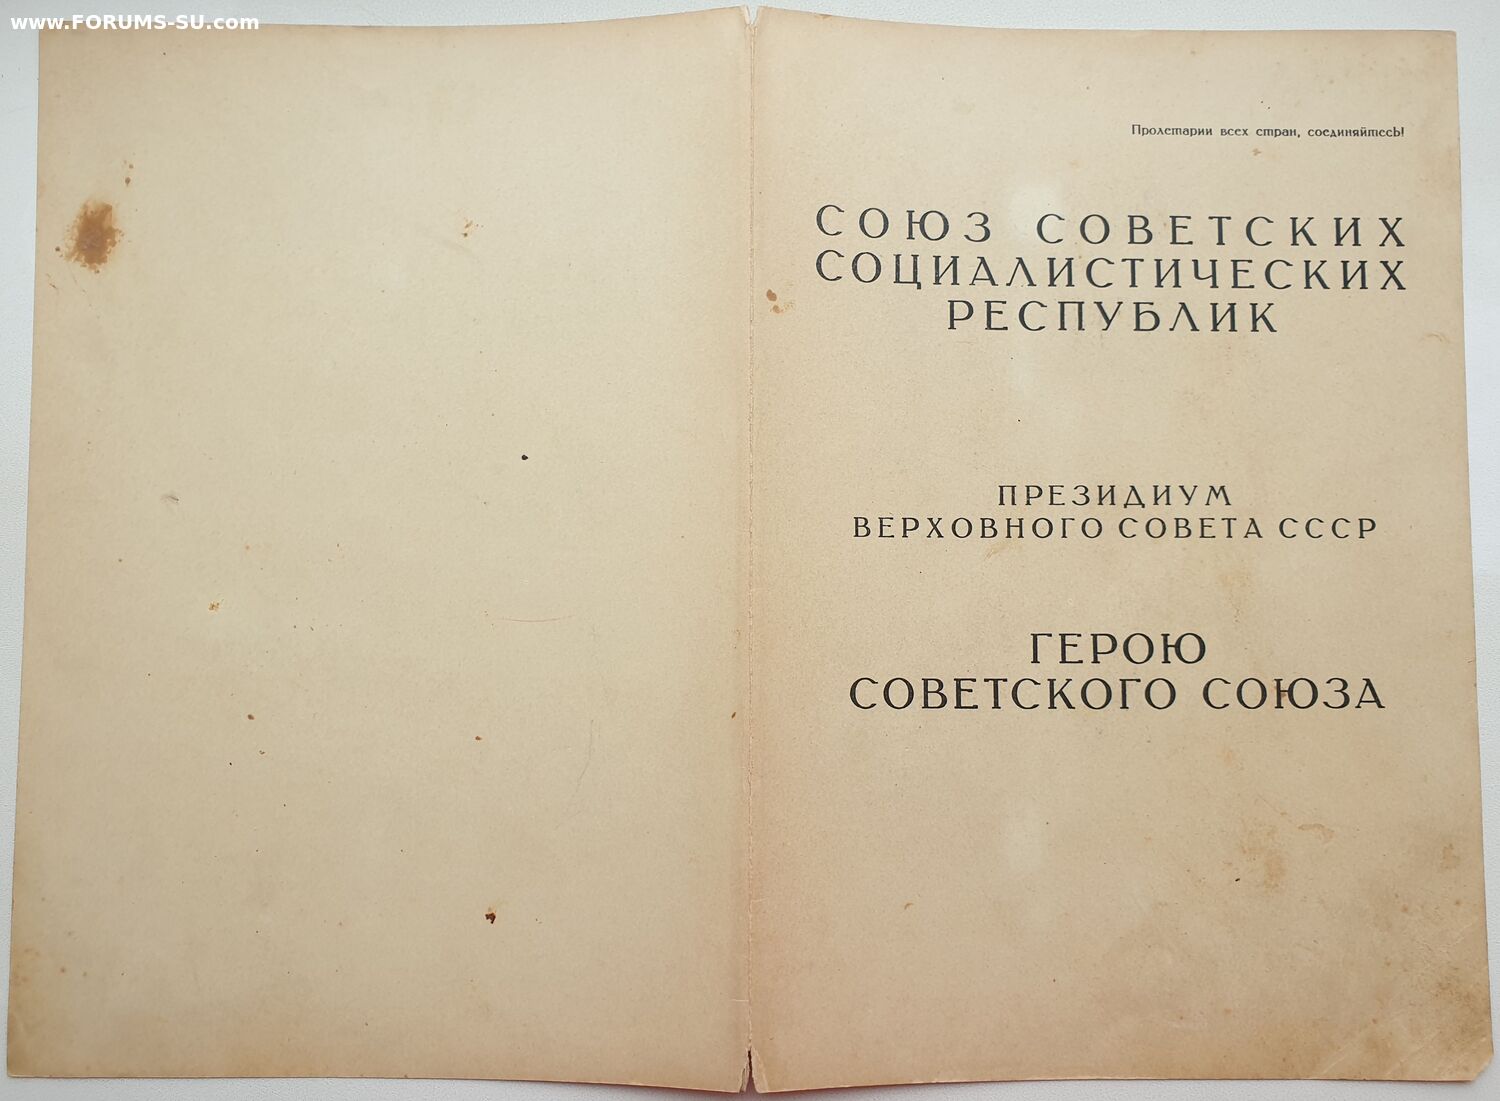 www.FORUMS-SU.com
Пролетарии всех стран, соединяйтесь!
СОЮЗ СОВЕТСКИХ
СОЦИАЛИСТИЧЕСКИХ
РЕСПУБЛИК
ПРЕЗИДИУМ
ВЕРХОВНОГО СОВЕТА СССР
ГЕРОЮ
СОВЕТСКОГО СОЮЗА